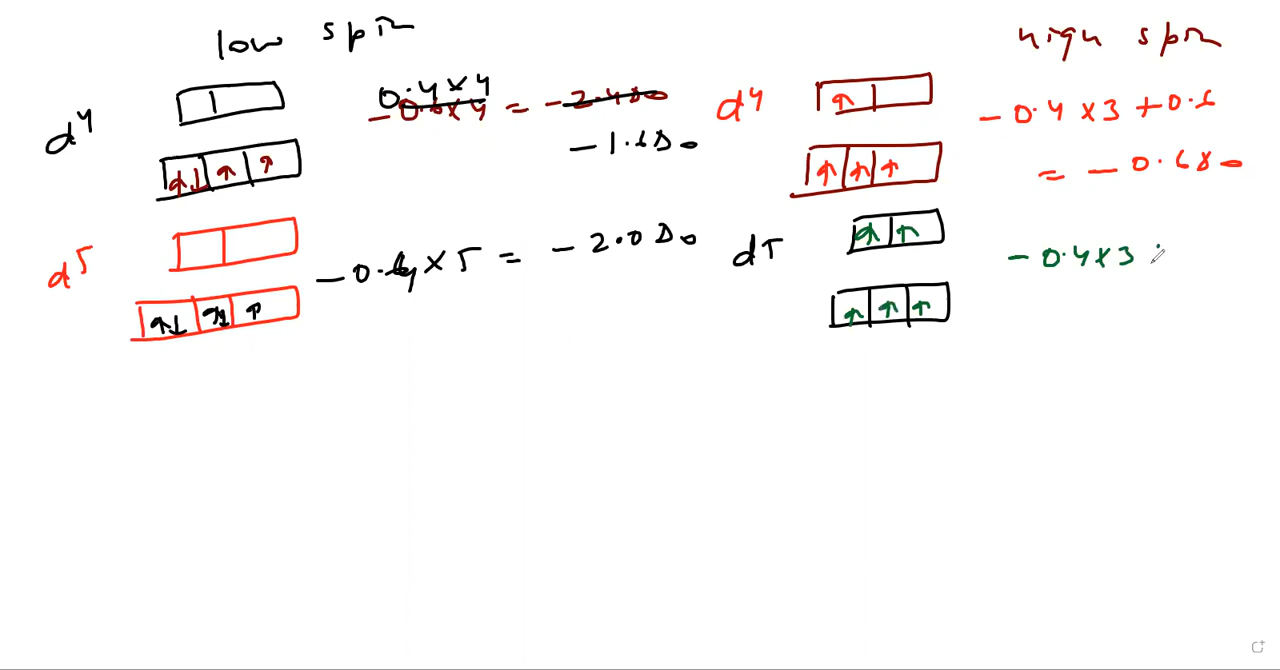 low spin
high spin
d4
0.4 x 4
-0.6 x 4 = -2.4Δo
-1.6Δo
d4
-0.4 x 3 + 0.6
= -0.6Δo
d5
-0.4 x 5 = -2.0Δo
d5
-0.4 x 3